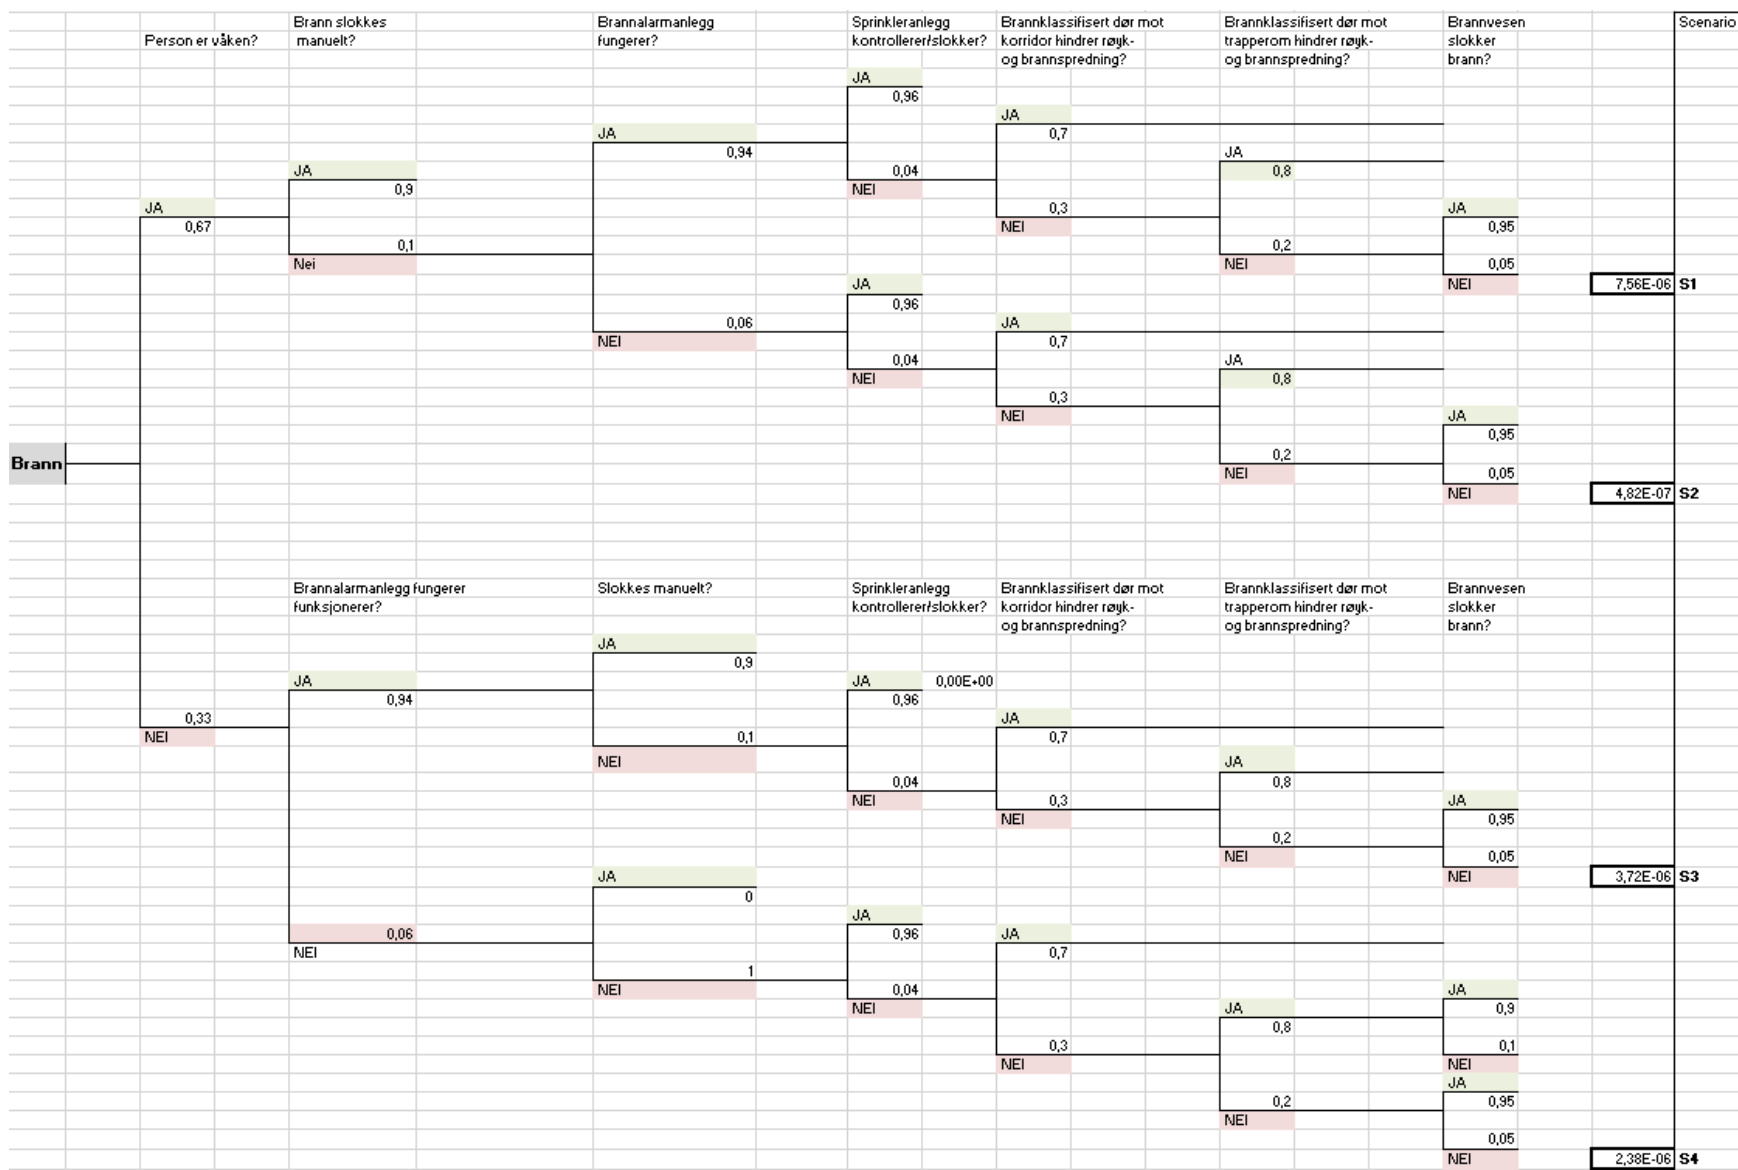 Brann slokkes
Brannalarmanlegg
Sprinkleranlegg
Brannklassifisert dør mot
Brannklassifisert dør mot
Brannvesen
Scenario
Person er våken?
manuelt?
fungerer?
kontrollerer/slokker?
korridor hindrer røyk-
trapperom hindrer røyk-
slokker
og brannspredning?
og brannspredning?
brann?
JA
0,96
JA
JA
0,7
0,94
JA
JA
0,04
0,8
0,9
NEI
JA
0,3
JA
0,67
NEI
0,95
0,1
0,2
Nei
NEI
0,05
JA
NEI
7,56E-06 S1
0,96
0,06
JA
NEI
0,7
0,04
JA
NEI
0,8
0,3
NEI
JA
0,95
Brann
0,2
NEI
0,05
NEI
4,82E-07 S2
Brannalarmanlegg fungerer
Slokkes manuelt?
Sprinkleranlegg
Brannklassifisert dør mot
Brannklassifisert dør mot
Brannvesen
funksjonerer?
kontrollerer/slokker?
korridor hindrer røyk-
trapperom hindrer røyk-
slokker
og brannspredning?
og brannspredning?
brann?
JA
0,9
JA
JA
0,00E+00
0,94
0,96
0,33
JA
NEI
0,1
0,7
NEI
JA
0,04
0,8
NEI
0,3
JA
NEI
0,95
0,2
NEI
0,05
JA
NEI
3,72E-06 S3
0
JA
0,06
0,96
JA
NEI
0,7
1
NEI
0,04
JA
NEI
JA
0,9
0,8
0,3
0,1
NEI
NEI
JA
0,2
0,95
NEI
0,05
NEI
2,38E-06 S4